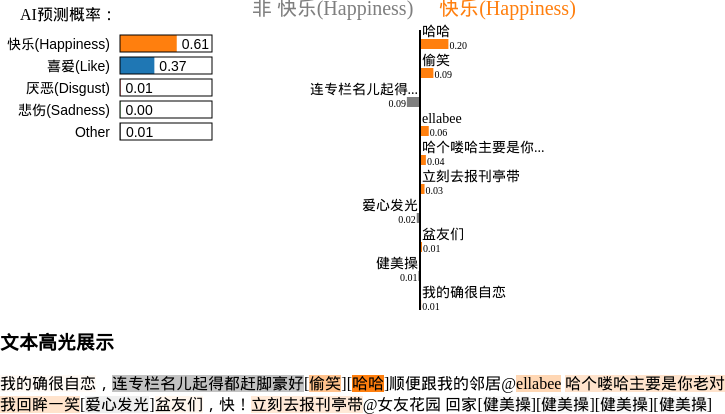 AI预测概率：
快乐(Happiness) 0.61
喜爱(Like) 0.37
厌恶(Disgust) 0.01
悲伤(Sadness) 0.00
Other 0.01
非 快乐(Happiness) 快乐(Happiness)
哈哈
0.20
偷笑
0.09
连专栏名儿起得...
0.09
ellabee
0.06
哈个喽哈主要是你...
0.04
立刻去报刊亭带
0.03
爱心发光
0.02
盆友们
0.01
健美操
0.01
我的确很自恋
0.01
文本高光展示
我的确很自恋，连专栏名儿起得都赶脚豪好[偷笑][哈哈]顺便跟我的邻居@ellabee 哈个喽哈主要是你老对
我回眸一笑[爱心发光]盆友们，快！立刻去报刊亭带@女友花园 回家[健美操][健美操][健美操][健美操]